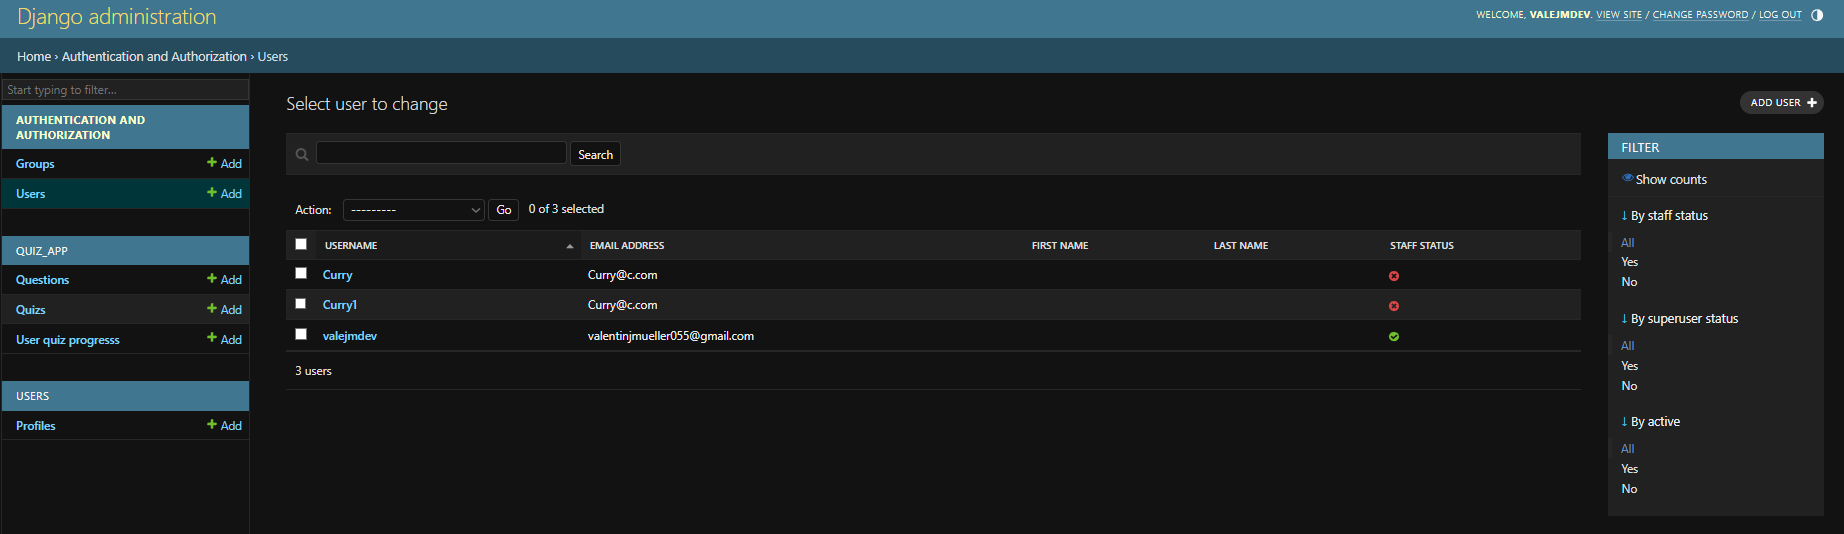 Django administration
WELCOME, VALEJMDEV. VIEW SITE / CHANGE PASSWORD / LOG OUT
Home › Authentication and Authorization › Users
Start typing to filter...
AUTHENTICATION AND
AUTHORIZATION
Groups + Add
Users + Add
QUIZ_APP
Questions + Add
Quizs + Add
User quiz progresss + Add
USERS
Profiles + Add
Select user to change
ADD USER +
Search
Action: --------- Go 0 of 3 selected
USERNAME EMAIL ADDRESS FIRST NAME LAST NAME STAFF STATUS
Curry Curry@c.com
Curry1 Curry@c.com
valejmdev valentinjmueller055@gmail.com
3 users
FILTER
Show counts
↓ By staff status
All
Yes
No
↓ By superuser status
All
Yes
No
↓ By active
All
Yes
No